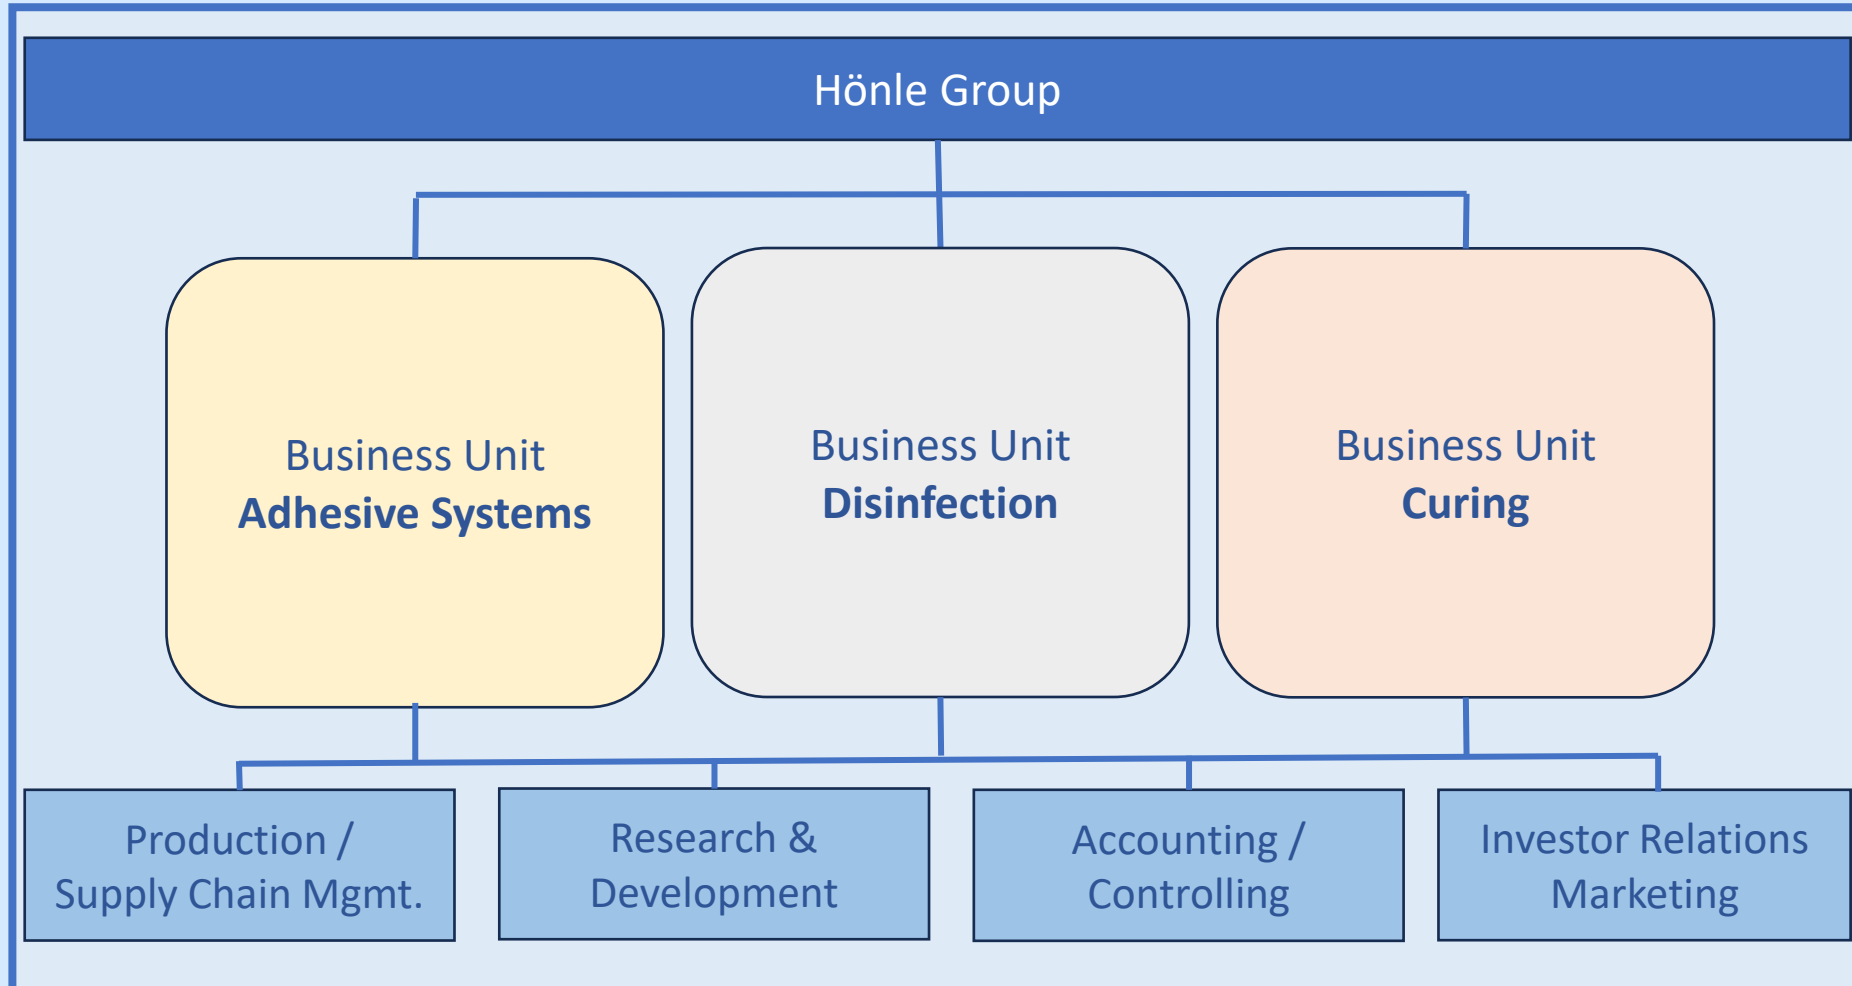 Hönle Group
Business Unit
Adhesive Systems
Business Unit
Disinfection
Business Unit
Curing
Production /
Supply Chain Mgmt.
Research &
Development
Accounting /
Controlling
Investor Relations
Marketing